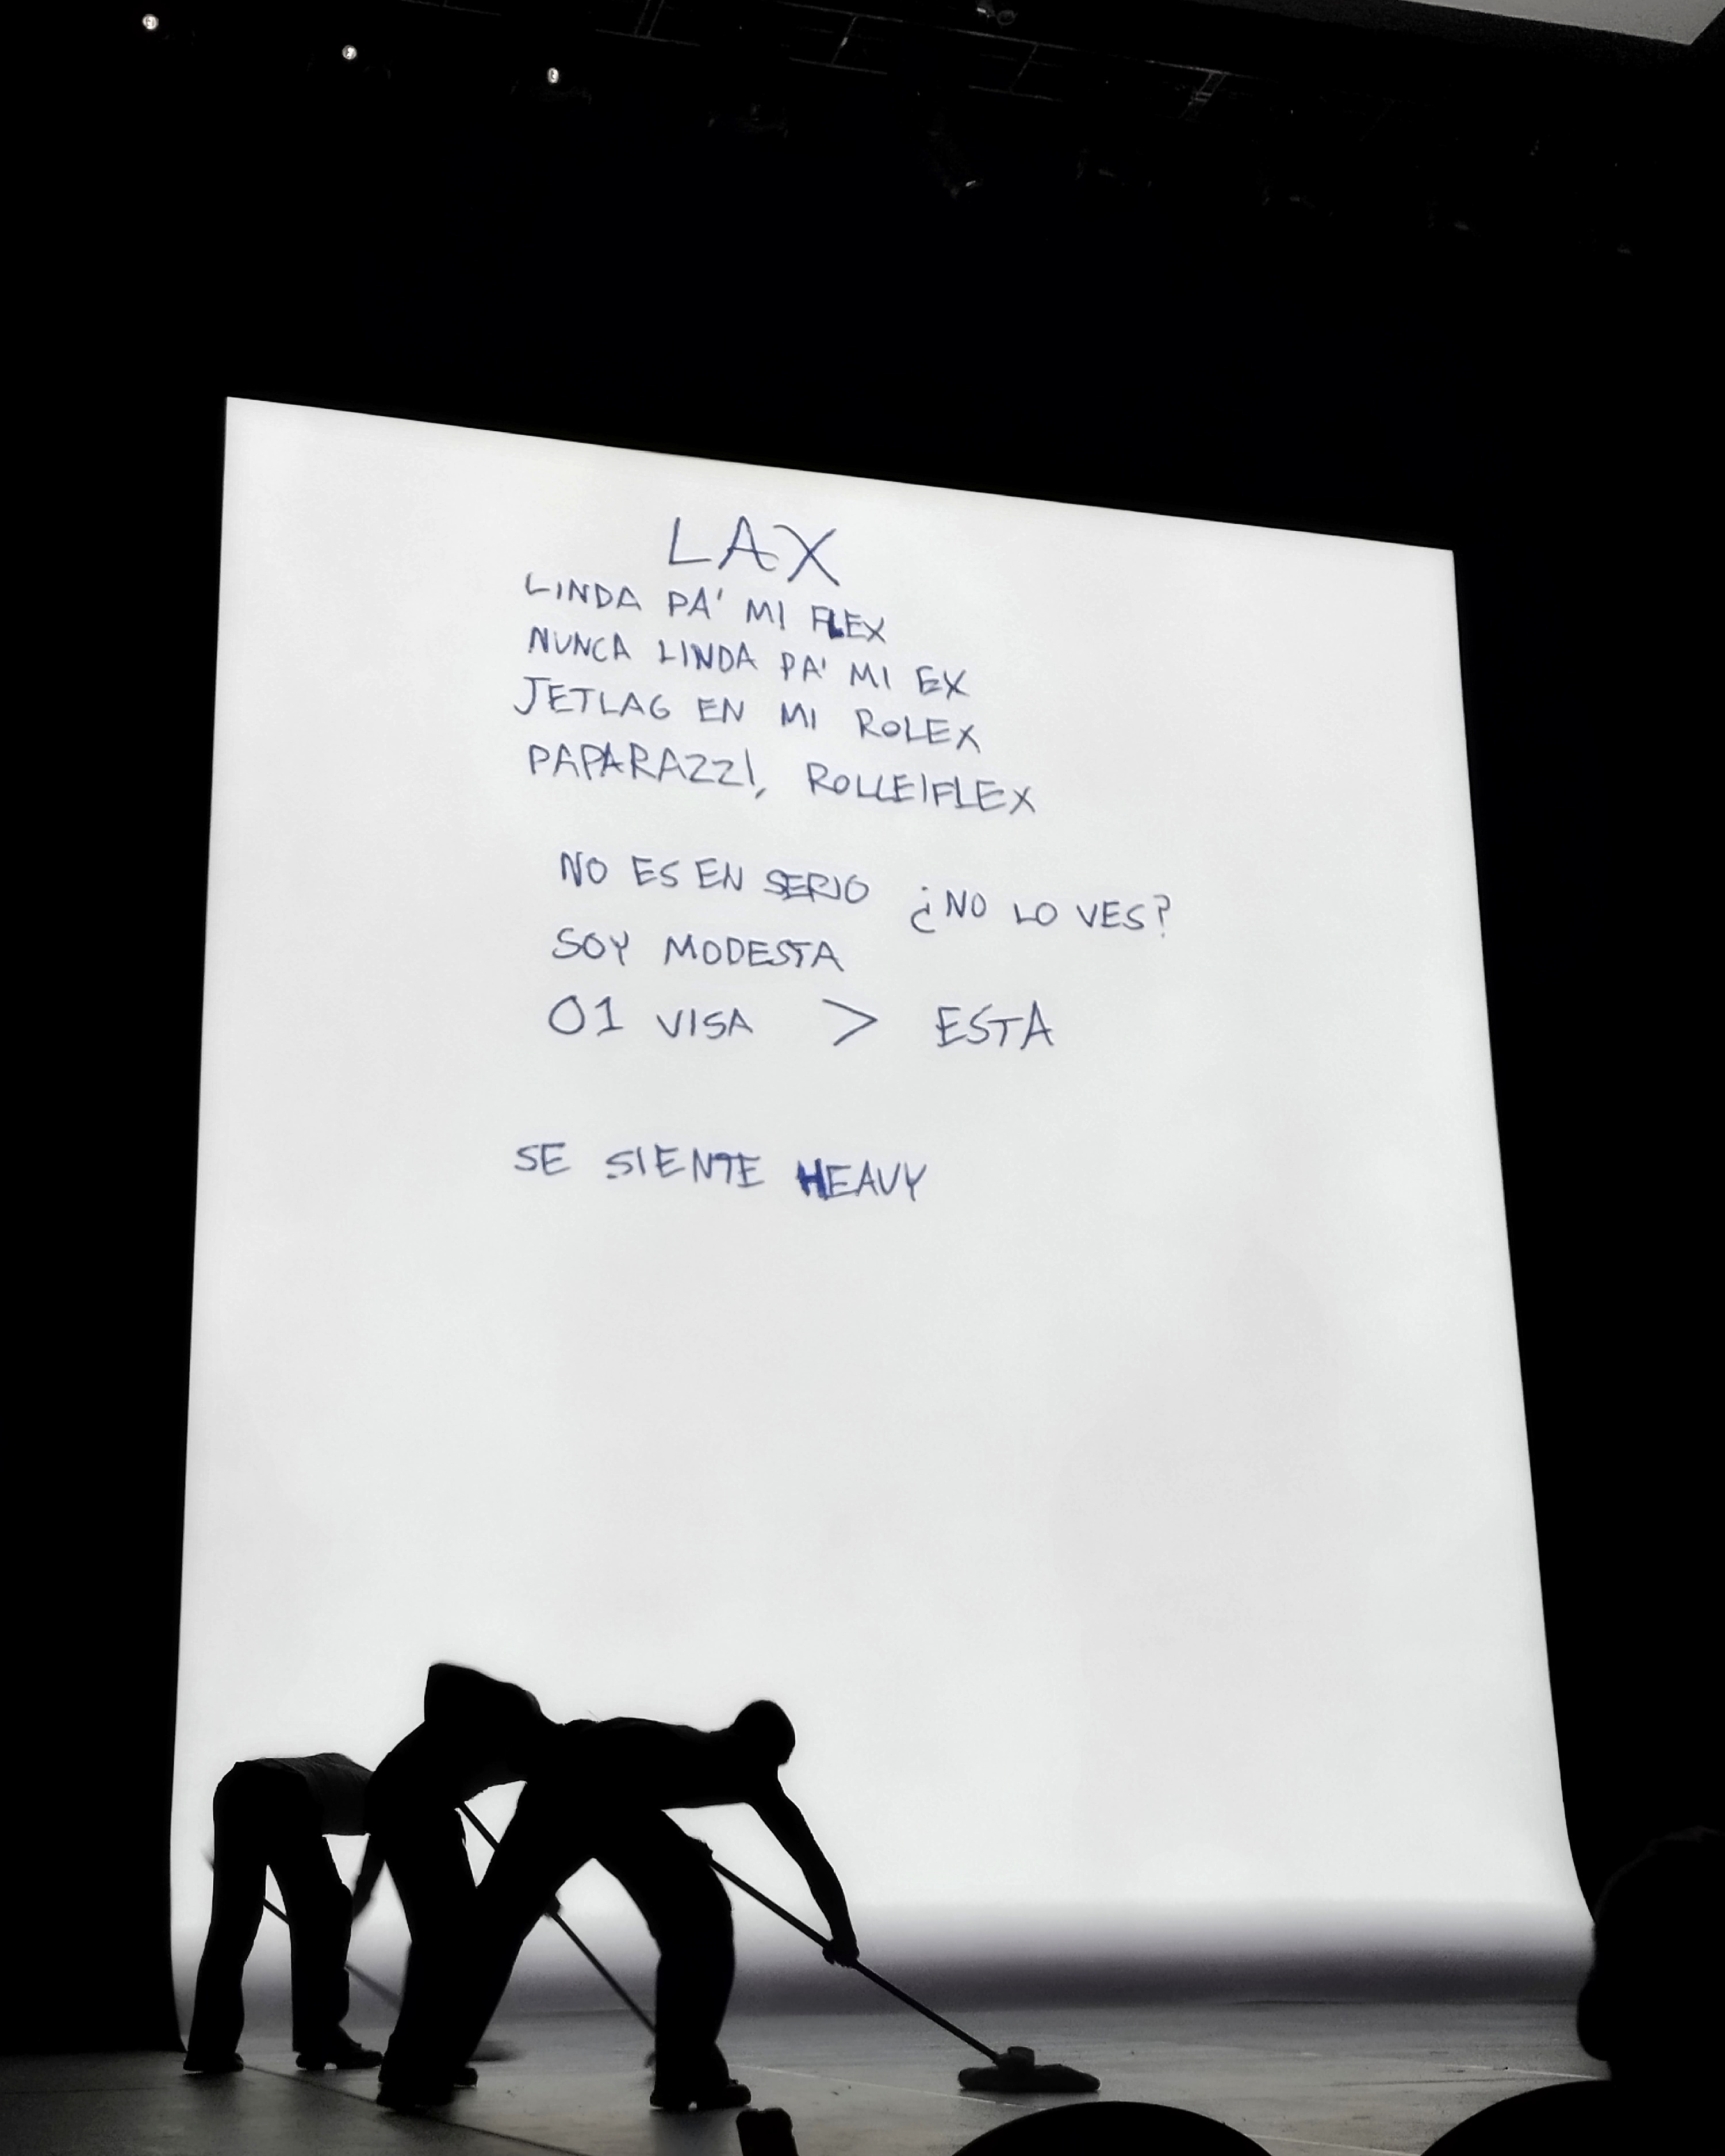 LAX
LINDA PA' MI FLEX
NUNCA LINDA PA' MI EX
JETLAG EN MI ROLEX
PAPARAZZI, ROLLEIFLEX
NO ES EN SERIO ¿NO LO VES?
SOY MODESTA
O1 VISA > ESTA
SE SIENTE HEAVY